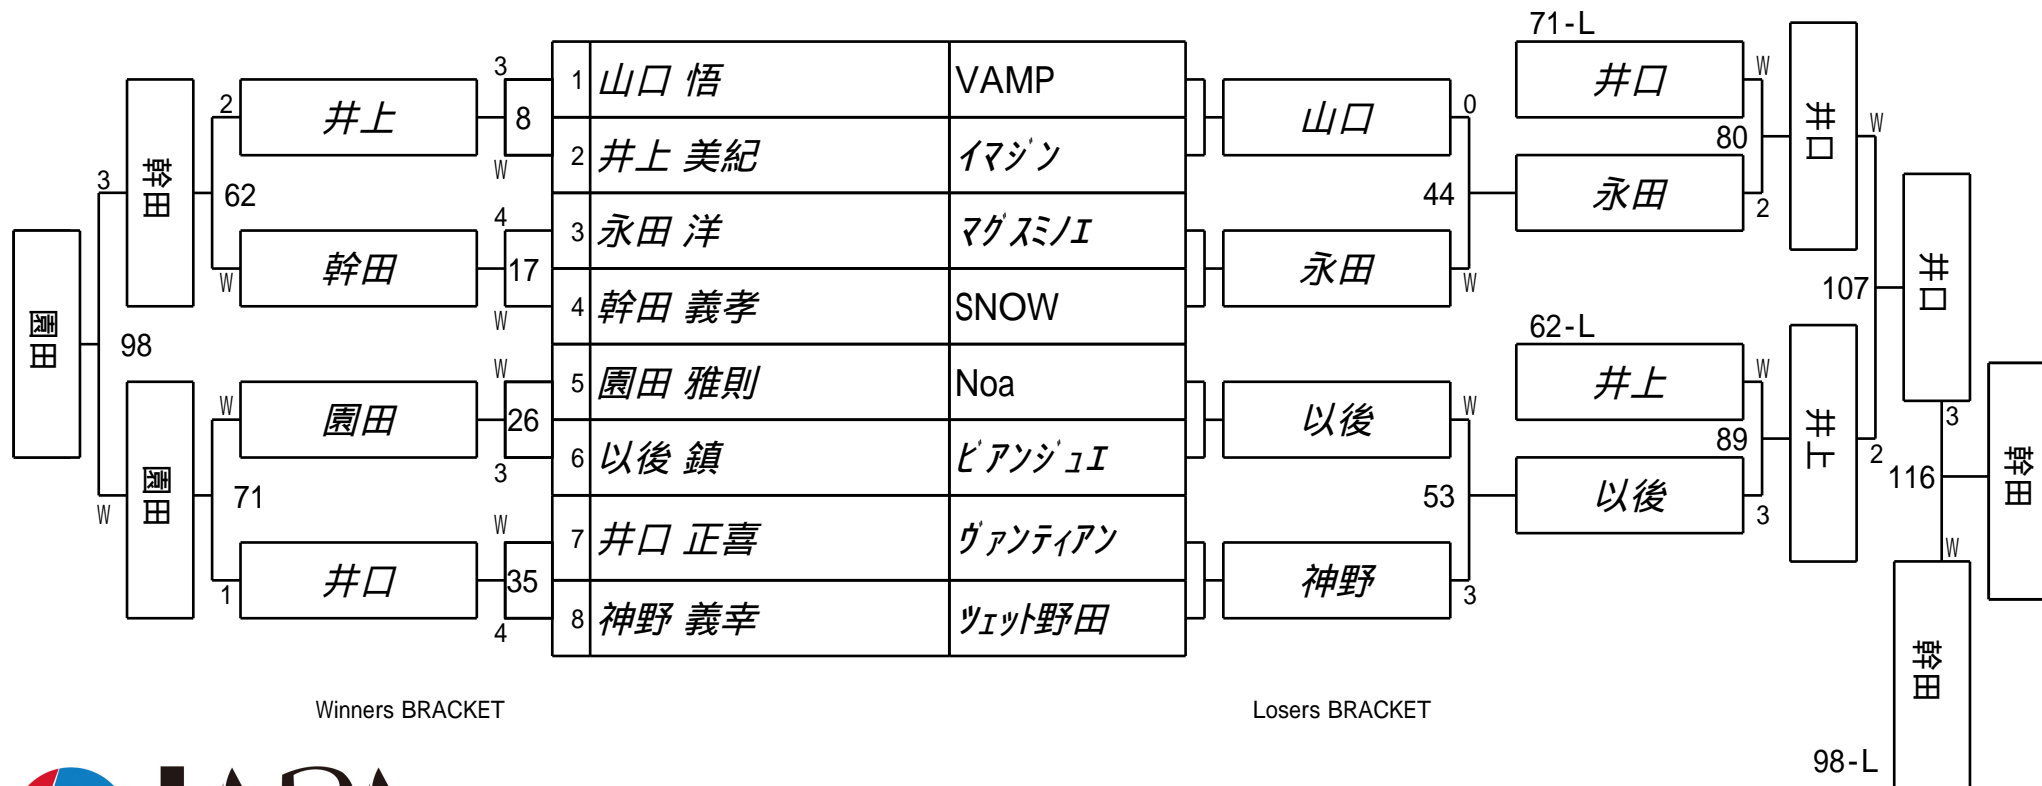 71-L
3
1 山口 悟 VAMP
井口 W
2 井上
8
山口 0
井口
幹田
W
2 井上 美紀 イマジン
80
W
3
62
44
永田 2
4
3 永田 洋 マグスミノエ
幹田
W
17
永田 W
井口
W
4 幹田 義孝 SNOW
107
園田
98
62-L
W
5 園田 雅則 Noa
井上 W
W
園田
26
以後 W
3
井上
幹田
3
6 以後 鎮 ビアンジュエ
89
2
園田
71
53
以後 3
116
W
W
7 井口 正喜 ヴァンティアン
W
井口
1
35
神野 3
4
8 神野 義幸 ツェット野田
幹田
Winners BRACKET
Losers BRACKET
98-L